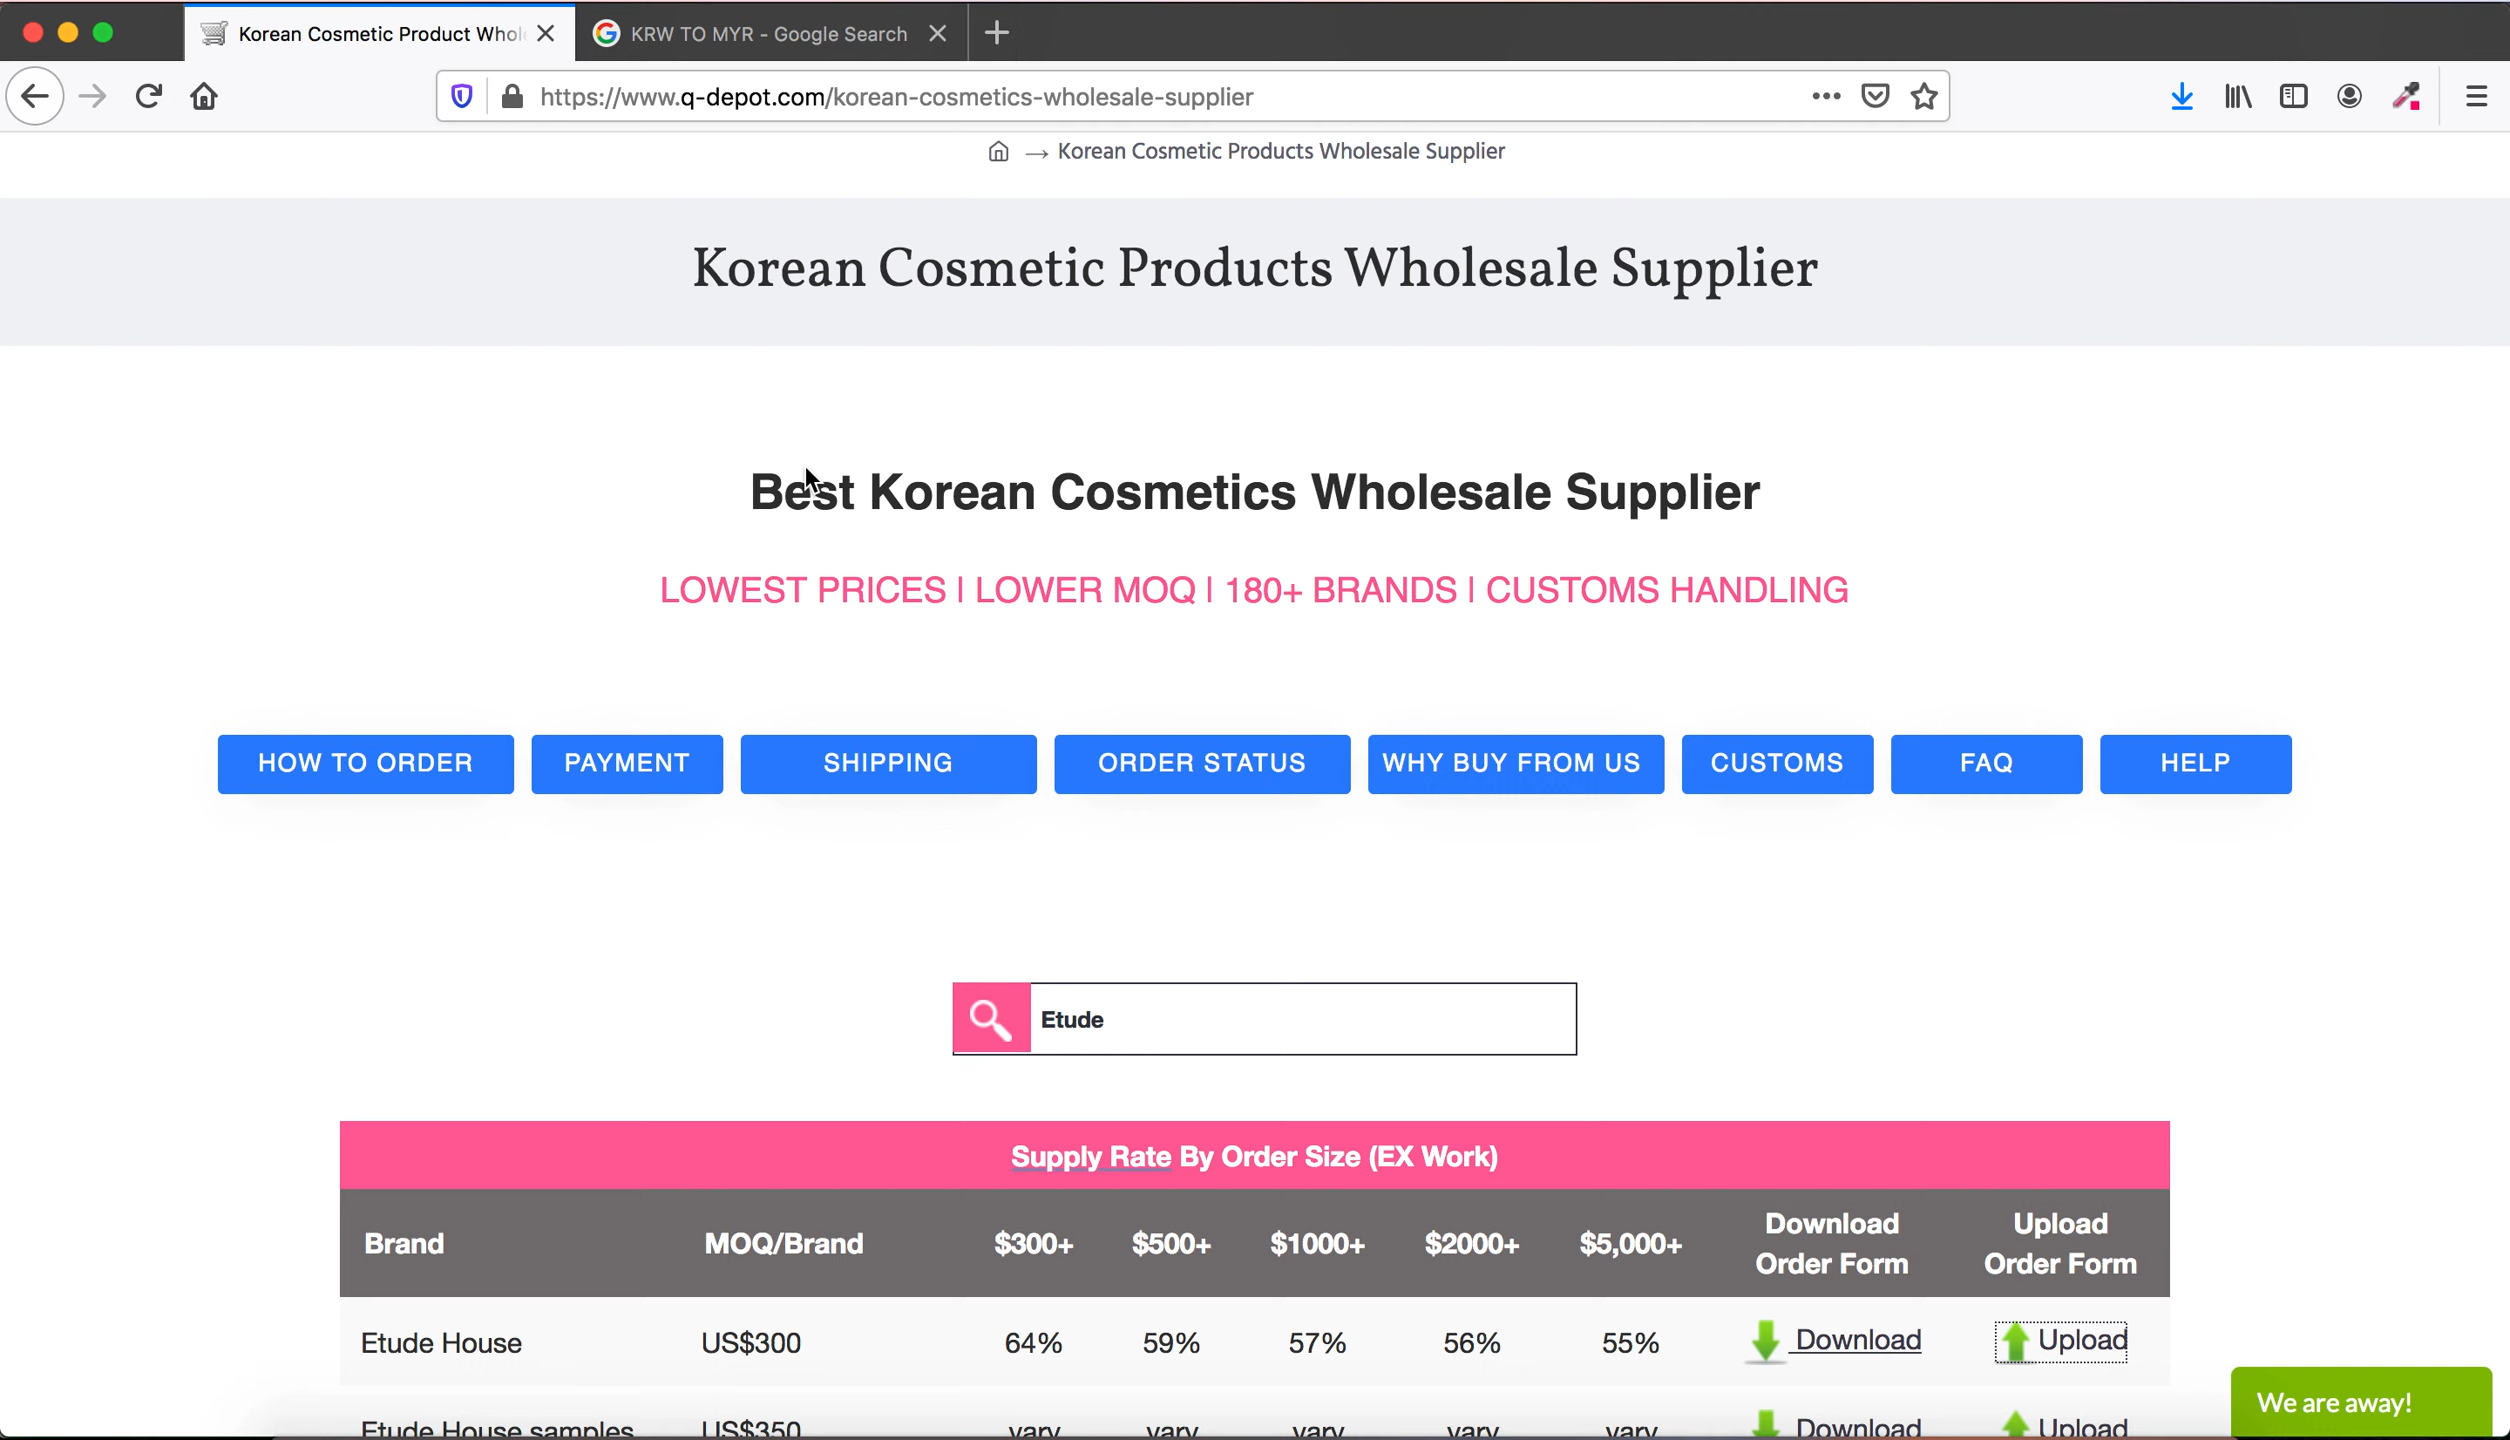 Korean Cosmetic Product Whol
KRW TO MYR - Google Search
https://www.q-depot.com/korean-cosmetics-wholesale-supplier
→ Korean Cosmetic Products Wholesale Supplier
Korean Cosmetic Products Wholesale Supplier
Best Korean Cosmetics Wholesale Supplier
LOWEST PRICES | LOWER MOQ | 180+ BRANDS | CUSTOMS HANDLING
HOW TO ORDER PAYMENT SHIPPING ORDER STATUS WHY BUY FROM US CUSTOMS FAQ HELP
Etude
Supply Rate By Order Size (EX Work)
Brand MOQ/Brand $300+ $500+ $1000+ $2000+ $5,000+ Download Order Form Upload Order Form
Etude House US$300 64% 59% 57% 56% 55% Download Upload
We are away!
Etude House samples US$350 vary vary vary vary vary Download Upload